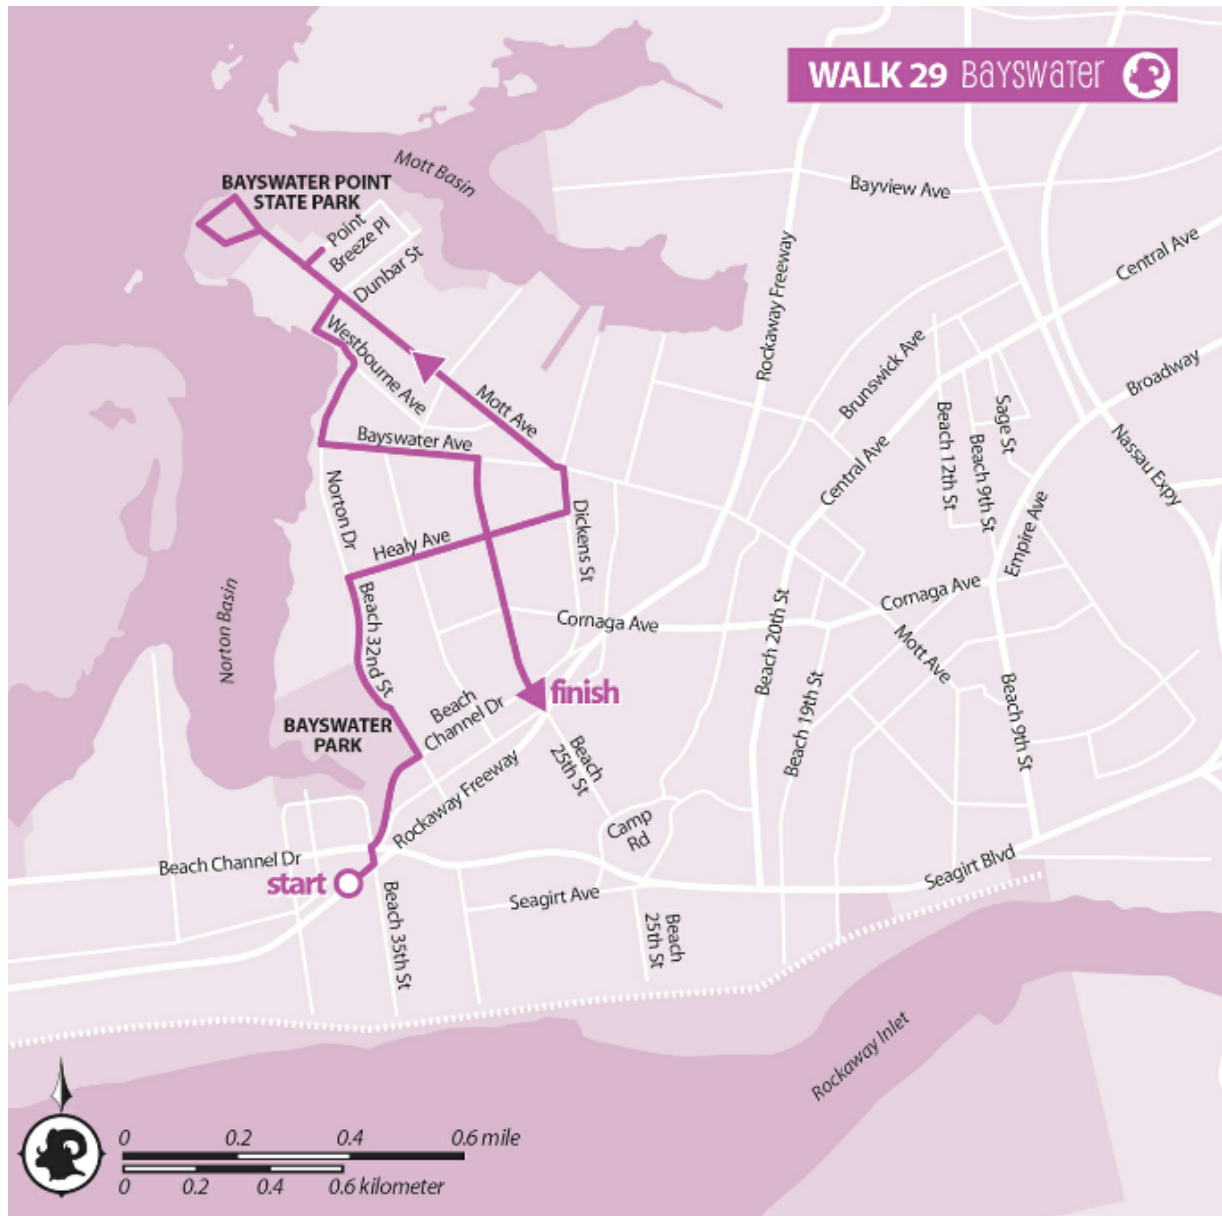 WALK 29 Bayswater
Mott Basin
BAYSWATER POINT
STATE PARK
Bayview Ave
Point
Breeze Pl
Central Ave
Dunbar St
Rockaway Freeway
Westbourne Ave
Brunswick Ave
Broadway
Mott Ave
Bayswater Ave
Sage St
Beach 12th St
Beach 9th St
Nassau Expy
Central Ave
Norton Dr
Dickens St
Empire Ave
Healy Ave
Beach 32nd St
Norton Basin
Cornaga Ave
Cornaga Ave
Beach 20th St
Mott Ave
Beach 19th St
Beach 9th St
finish
Beach
Channel Dr
BAYSWATER
PARK
Beach
25th St
Rockaway Freeway
Camp
Rd
Beach Channel Dr
start
Seagirt Blvd
Seagirt Ave
Beach 35th St
Beach
25th St
Rockaway Inlet
0 0.2 0.4 0.6 mile
0 0.2 0.4 0.6 kilometer